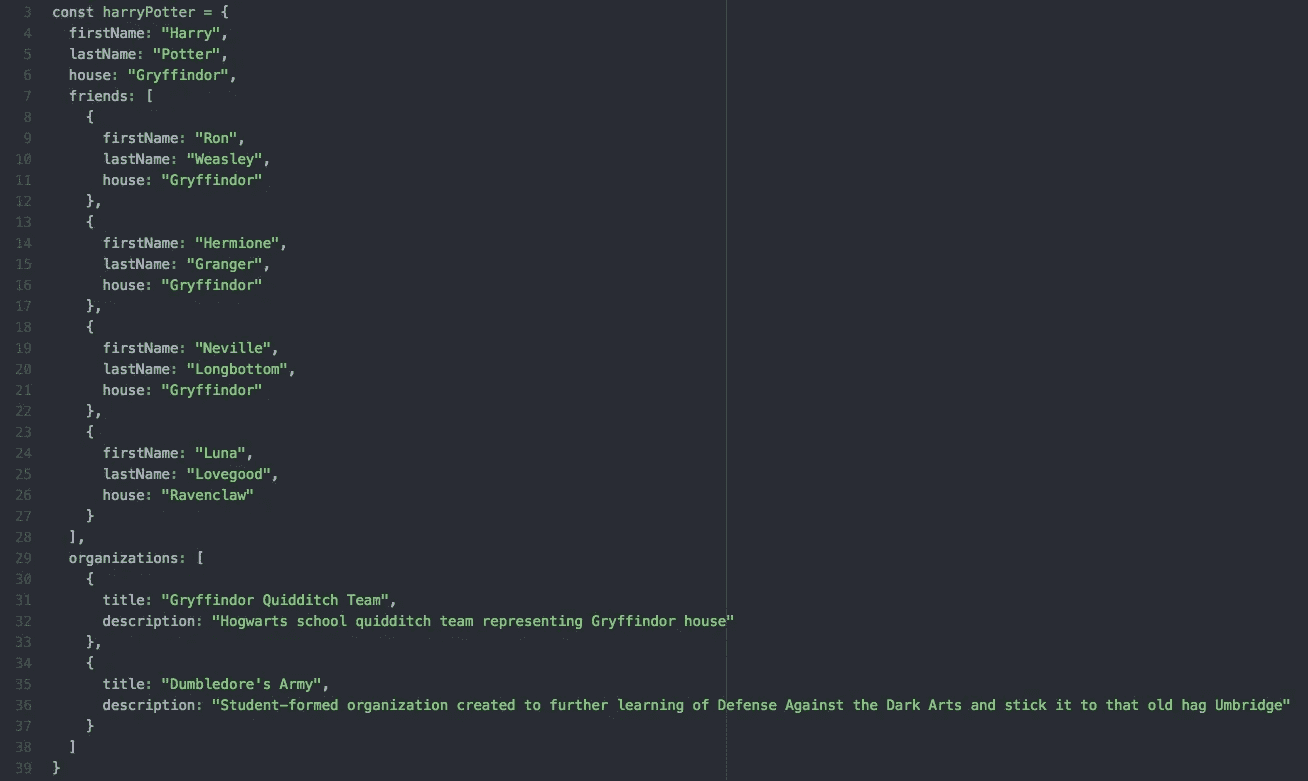 3 const harryPotter = {
4   firstName: "Harry",
5   lastName: "Potter",
6   house: "Gryffindor",
7   friends: [
8     {
9       firstName: "Ron",
10       lastName: "Weasley",
11       house: "Gryffindor"
12     },
13     {
14       firstName: "Hermione",
15       lastName: "Granger",
16       house: "Gryffindor"
17     },
18     {
19       firstName: "Neville",
20       lastName: "Longbottom",
21       house: "Gryffindor"
22     },
23     {
24       firstName: "Luna",
25       lastName: "Lovegood",
26       house: "Ravenclaw"
27     }
28   ],
29   organizations: [
30     {
31       title: "Gryffindor Quidditch Team",
32       description: "Hogwarts school quidditch team representing Gryffindor house"
33     },
34     {
35       title: "Dumbledore's Army",
36       description: "Student-formed organization created to further learning of Defense Against the Dark Arts and stick it to that old hag Umbridge"
37     }
38   ]
39 }